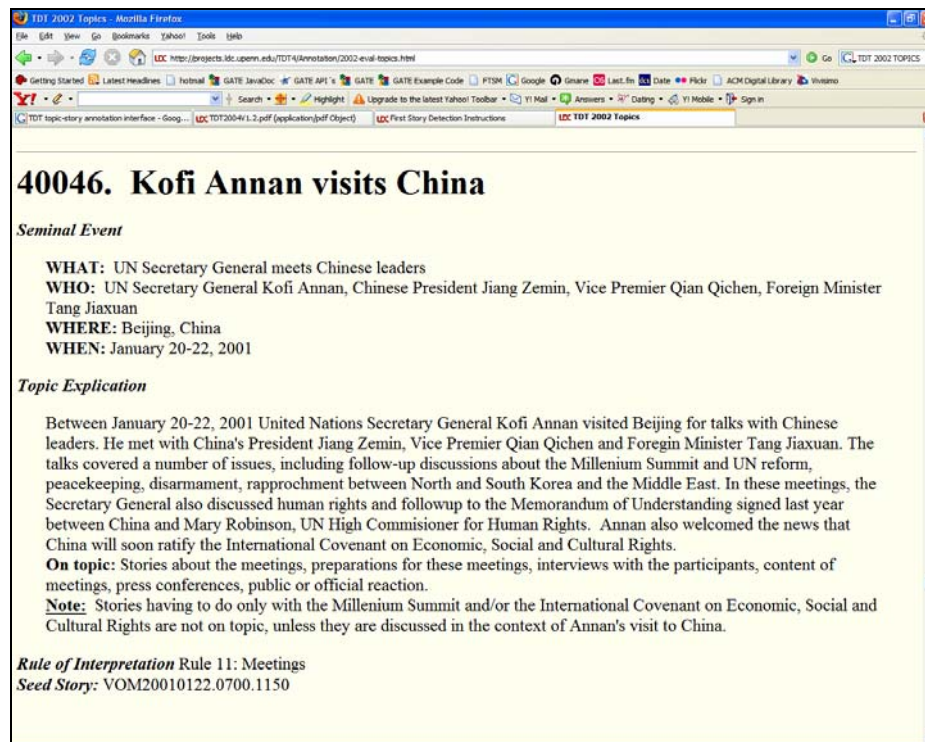 TDT 2002 Topics - Mozilla Firefox
File Edit View Go Bookmarks Yahoo! Tools Help
LDC http://projects.ldc.upenn.edu/TDT4/Annotation/2002-eval-topics.html Go TDT 2002 TOPICS
Getting Started Latest Headlines hotmail GATE JavaDoc GATE API's GATE GATE Example Code FTSM Google Gmane Last.fm Date Flickr ACM Digital Library Vivisimo
Y! Search Highlight Upgrade to the latest Yahoo! Toolbar Y! Mail Answers Dating Y! Mobile Sign in
TDT topic-story annotation interface - Goog... LDC TDT2004V1.2.pdf (application/pdf Object) LDC First Story Detection Instructions LDC TDT 2002 Topics
40046. Kofi Annan visits China
Seminal Event
WHAT: UN Secretary General meets Chinese leaders
WHO: UN Secretary General Kofi Annan, Chinese President Jiang Zemin, Vice Premier Qian Qichen, Foreign Minister
Tang Jiaxuan
WHERE: Beijing, China
WHEN: January 20-22, 2001
Topic Explication
Between January 20-22, 2001 United Nations Secretary General Kofi Annan visited Beijing for talks with Chinese
leaders. He met with China's President Jiang Zemin, Vice Premier Qian Qichen and Foregin Minister Tang Jiaxuan. The
talks covered a number of issues, including follow-up discussions about the Millenium Summit and UN reform,
peacekeeping, disarmament, rapprochment between North and South Korea and the Middle East. In these meetings, the
Secretary General also discussed human rights and followup to the Memorandum of Understanding signed last year
between China and Mary Robinson, UN High Commisioner for Human Rights. Annan also welcomed the news that
China will soon ratify the International Covenant on Economic, Social and Cultural Rights.
On topic: Stories about the meetings, preparations for these meetings, interviews with the participants, content of
meetings, press conferences, public or official reaction.
Note: Stories having to do only with the Millenium Summit and/or the International Covenant on Economic, Social and
Cultural Rights are not on topic, unless they are discussed in the context of Annan's visit to China.
Rule of Interpretation Rule 11: Meetings
Seed Story: VOM20010122.0700.1150